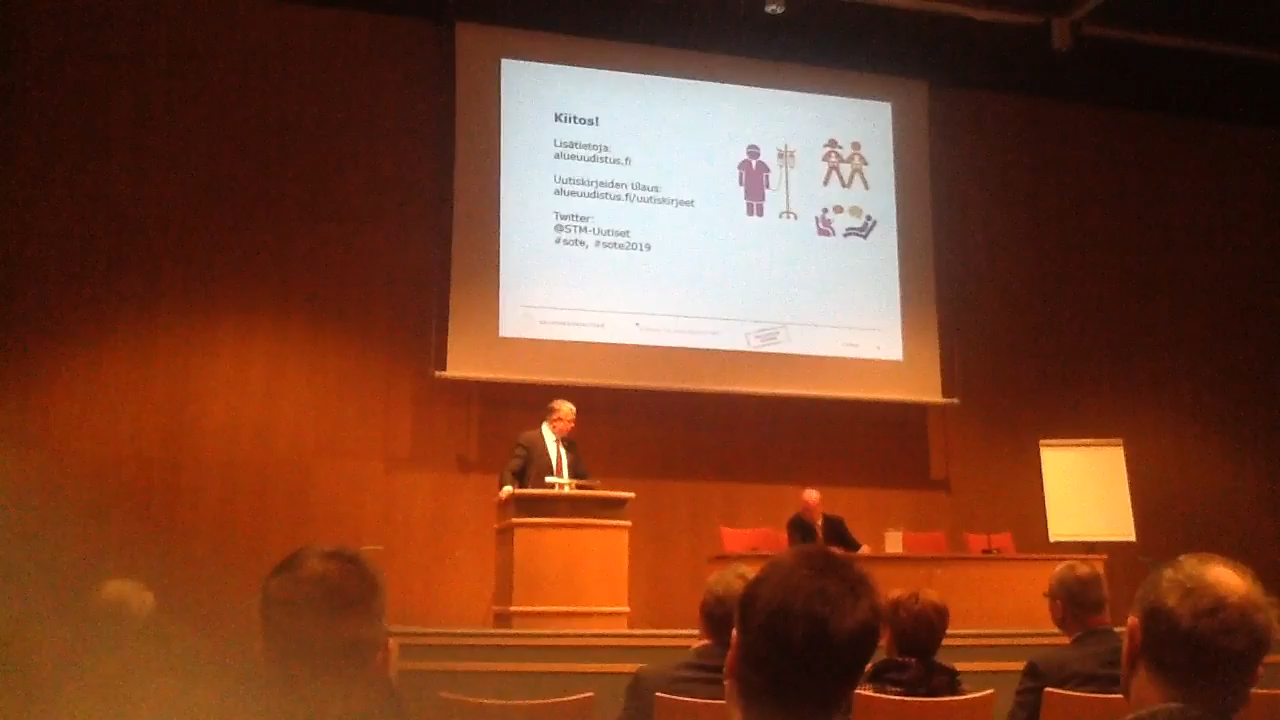 Kiitos!
Lisätietoja:
alueuudistus.fi
Uutiskirjeiden tilaus:
alueuudistus.fi/uutiskirjeet
Twitter:
@STM-Uutiset
#sote, #sote2019